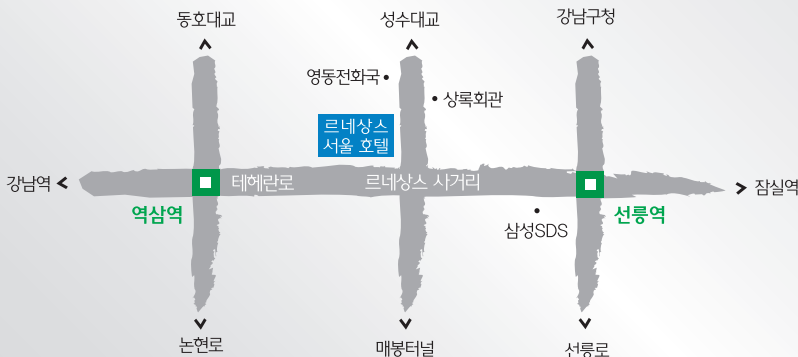 동호대교
성수대교
강남구청
영동전화국
상록회관
르네상스
서울 호텔
강남역
테헤란로
르네상스 사거리
잠실역
역삼역
선릉역
삼성SDS
논현로
매봉터널
선릉로